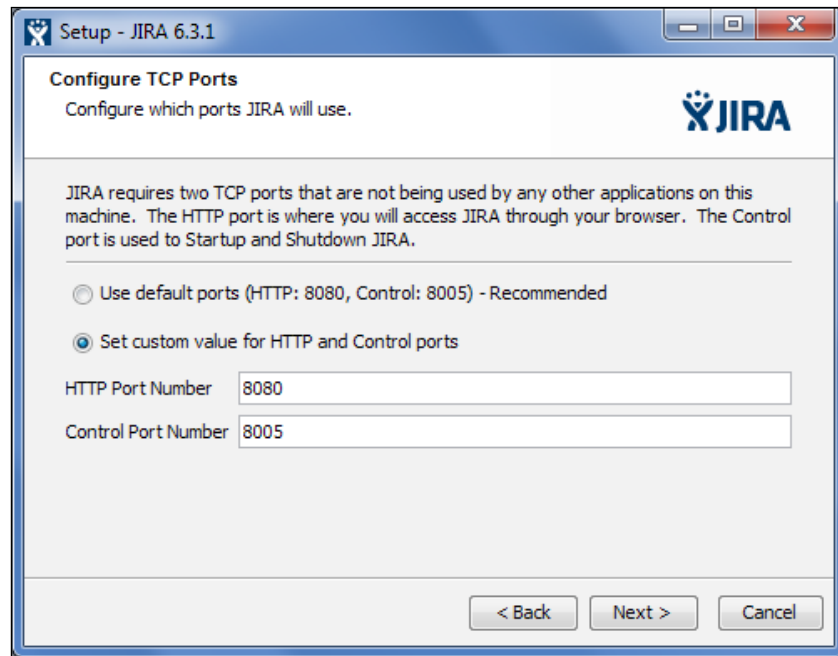 Setup - JIRA 6.3.1
Configure TCP Ports
Configure which ports JIRA will use.
JIRA
JIRA requires two TCP ports that are not being used by any other applications on this
machine.  The HTTP port is where you will access JIRA through your browser.  The Control
port is used to Startup and Shutdown JIRA.
Use default ports (HTTP: 8080, Control: 8005) - Recommended
Set custom value for HTTP and Control ports
HTTP Port Number 8080
Control Port Number 8005
< Back Next > Cancel